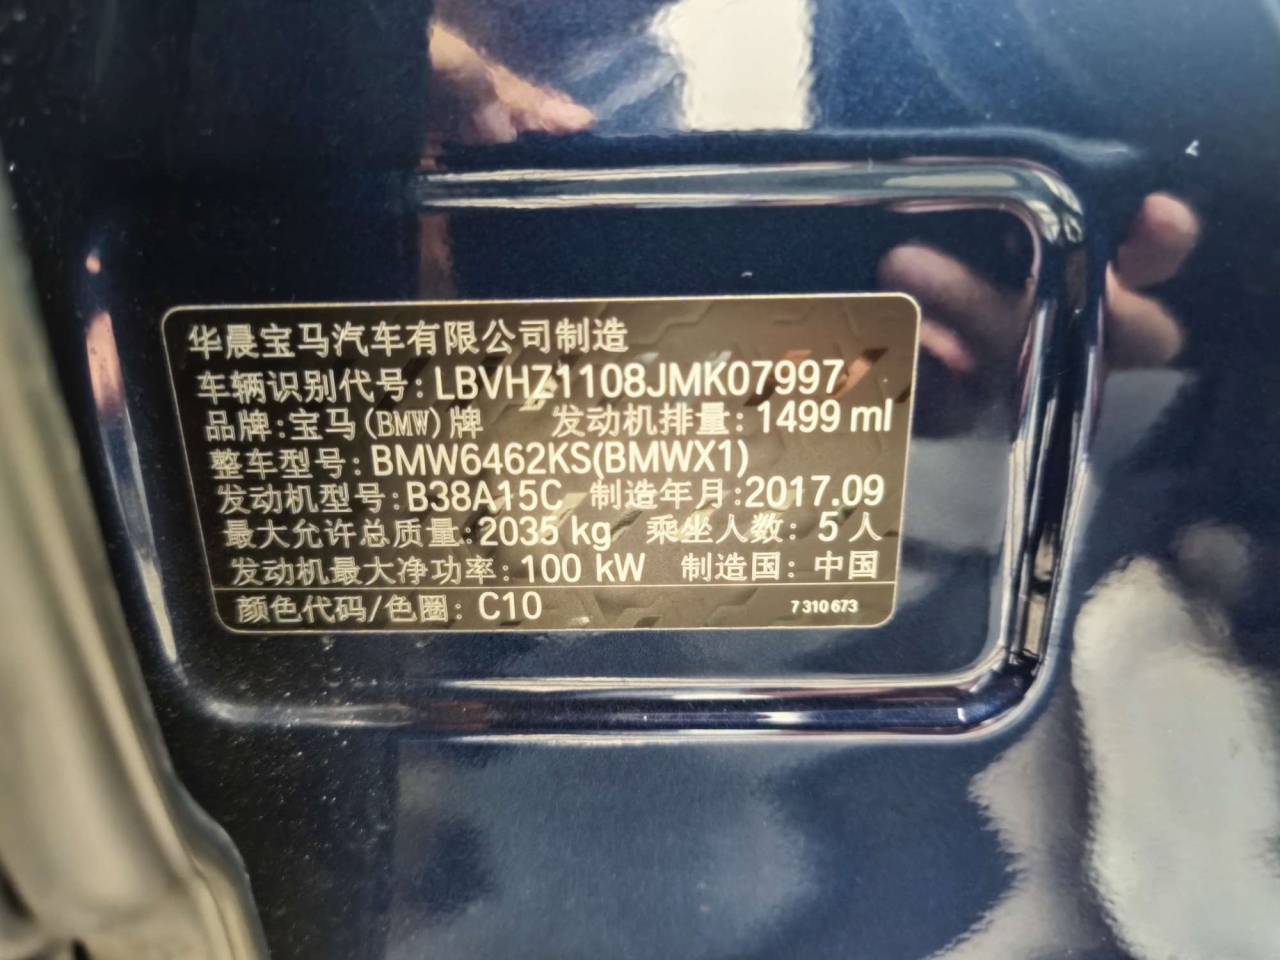 华晨宝马汽车有限公司制造
车辆识别代号:LBVHZ1108JMK07997
品牌:宝马(BMW)牌 发动机排量:1499 ml
整车型号:BMW6462KS(BMWX1)
发动机型号:B38A15C 制造年月:2017.09
最大允许总质量:2035 kg 乘坐人数:5人
发动机最大净功率:100 kW 制造国:中国
颜色代码/色圈:C10 7 310 673